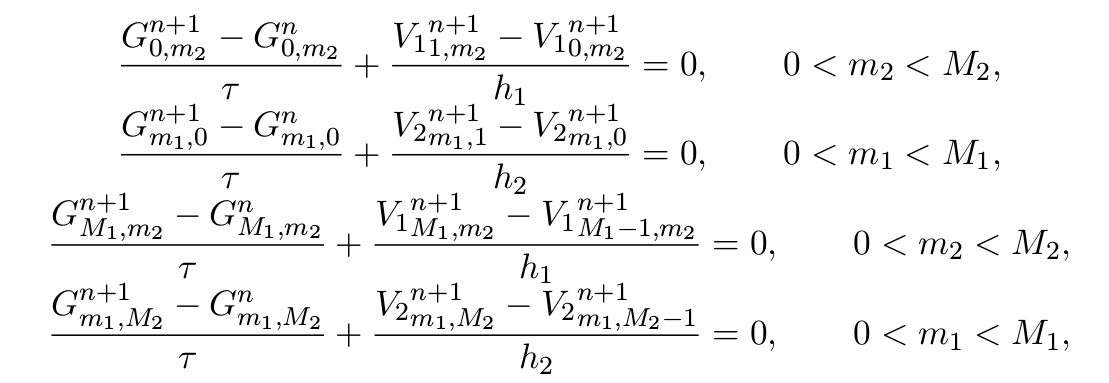 \frac{G_{0,m_2}^{n+1} - G_{0,m_2}^{n}}{\tau} + \frac{{V_1}_{1,m_2}^{n+1} - {V_1}_{0,m_2}^{n+1}}{h_1} = 0, \qquad 0 < m_2 < M_2,
\frac{G_{m_1,0}^{n+1} - G_{m_1,0}^{n}}{\tau} + \frac{{V_2}_{m_1,1}^{n+1} - {V_2}_{m_1,0}^{n+1}}{h_2} = 0, \qquad 0 < m_1 < M_1,
\frac{G_{M_1,m_2}^{n+1} - G_{M_1,m_2}^{n}}{\tau} + \frac{{V_1}_{M_1,m_2}^{n+1} - {V_1}_{M_1-1,m_2}^{n+1}}{h_1} = 0, \qquad 0 < m_2 < M_2,
\frac{G_{m_1,M_2}^{n+1} - G_{m_1,M_2}^{n}}{\tau} + \frac{{V_2}_{m_1,M_2}^{n+1} - {V_2}_{m_1,M_2-1}^{n+1}}{h_2} = 0, \qquad 0 < m_1 < M_1,